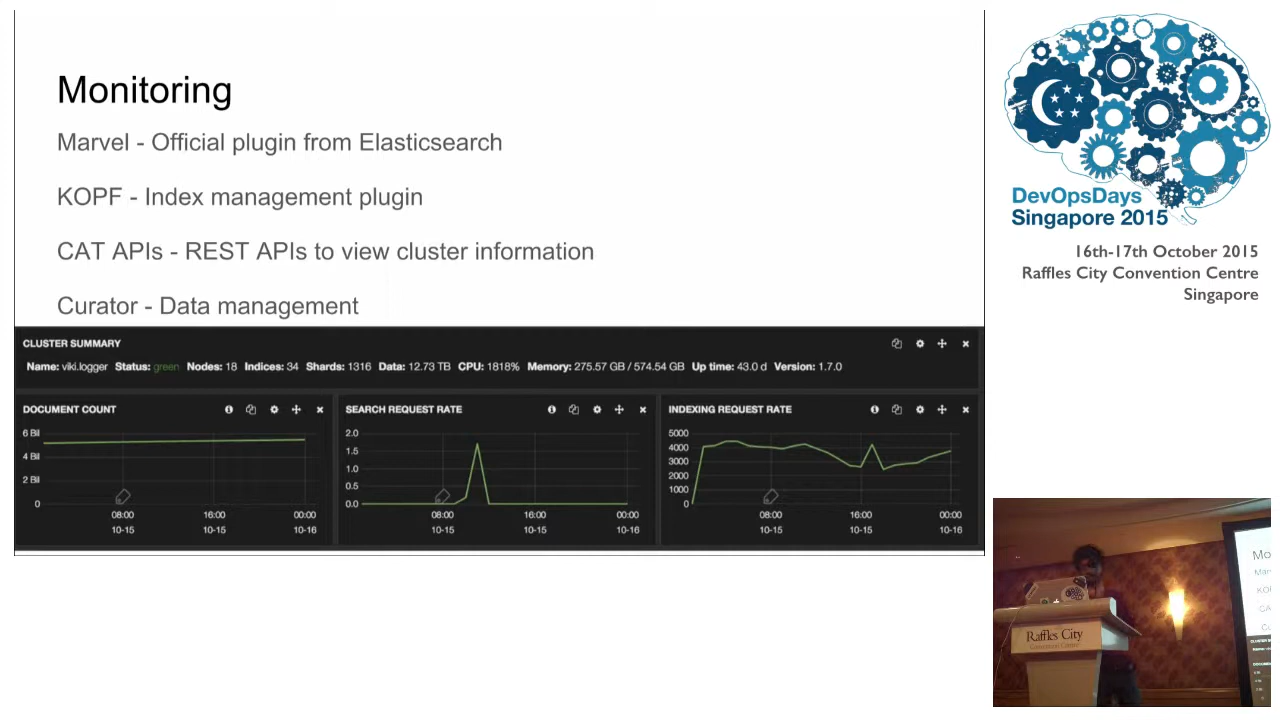 Monitoring
Marvel - Official plugin from Elasticsearch
KOPF - Index management plugin
CAT APIs - REST APIs to view cluster information
Curator - Data management
CLUSTER SUMMARY
Name: viki.logger Status: green Nodes: 18 Indices: 34 Shards: 1316 Data: 12.73 TB CPU: 1818% Memory: 275.57 GB / 574.54 GB Up time: 43.0 d Version: 1.7.0
DOCUMENT COUNT
6 Bil
4 Bil
2 Bil
0
08:00 16:00 00:00
10-15 10-15 10-16
SEARCH REQUEST RATE
2.0
1.5
1.0
0.5
0.0
08:00 16:00 00:00
10-15 10-15 10-16
INDEXING REQUEST RATE
5000
4000
3000
2000
1000
0
08:00 16:00 00:00
10-15 10-15 10-16
DevOpsDays
Singapore 2015
16th-17th October 2015
Raffles City Convention Centre
Singapore
Raffles City
Convention Centre